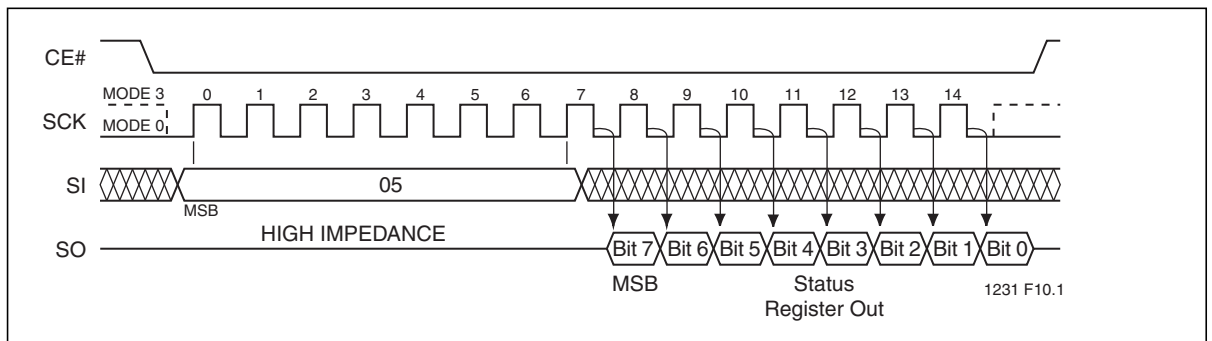 CE#
MODE 3
0 1 2 3 4 5 6 7 8 9 10 11 12 13 14
SCK
MODE 0
SI
05
MSB
HIGH IMPEDANCE
SO
Bit 7 Bit 6 Bit 5 Bit 4 Bit 3 Bit 2 Bit 1 Bit 0
MSB
Status
Register Out
1231 F10.1